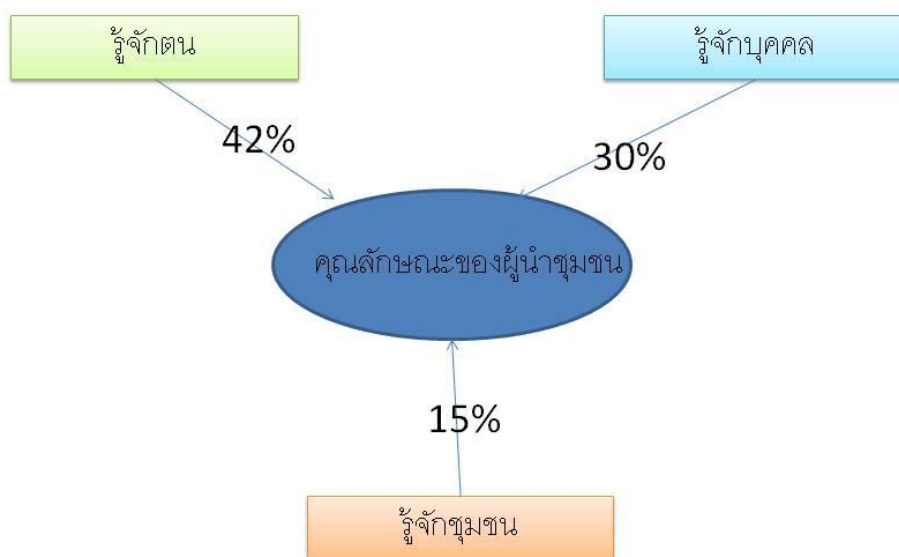 รู้จักตน
รู้จักบุคคล
42%
30%
คุณลักษณะของผู้นำชุมชน
15%
รู้จักชุมชน